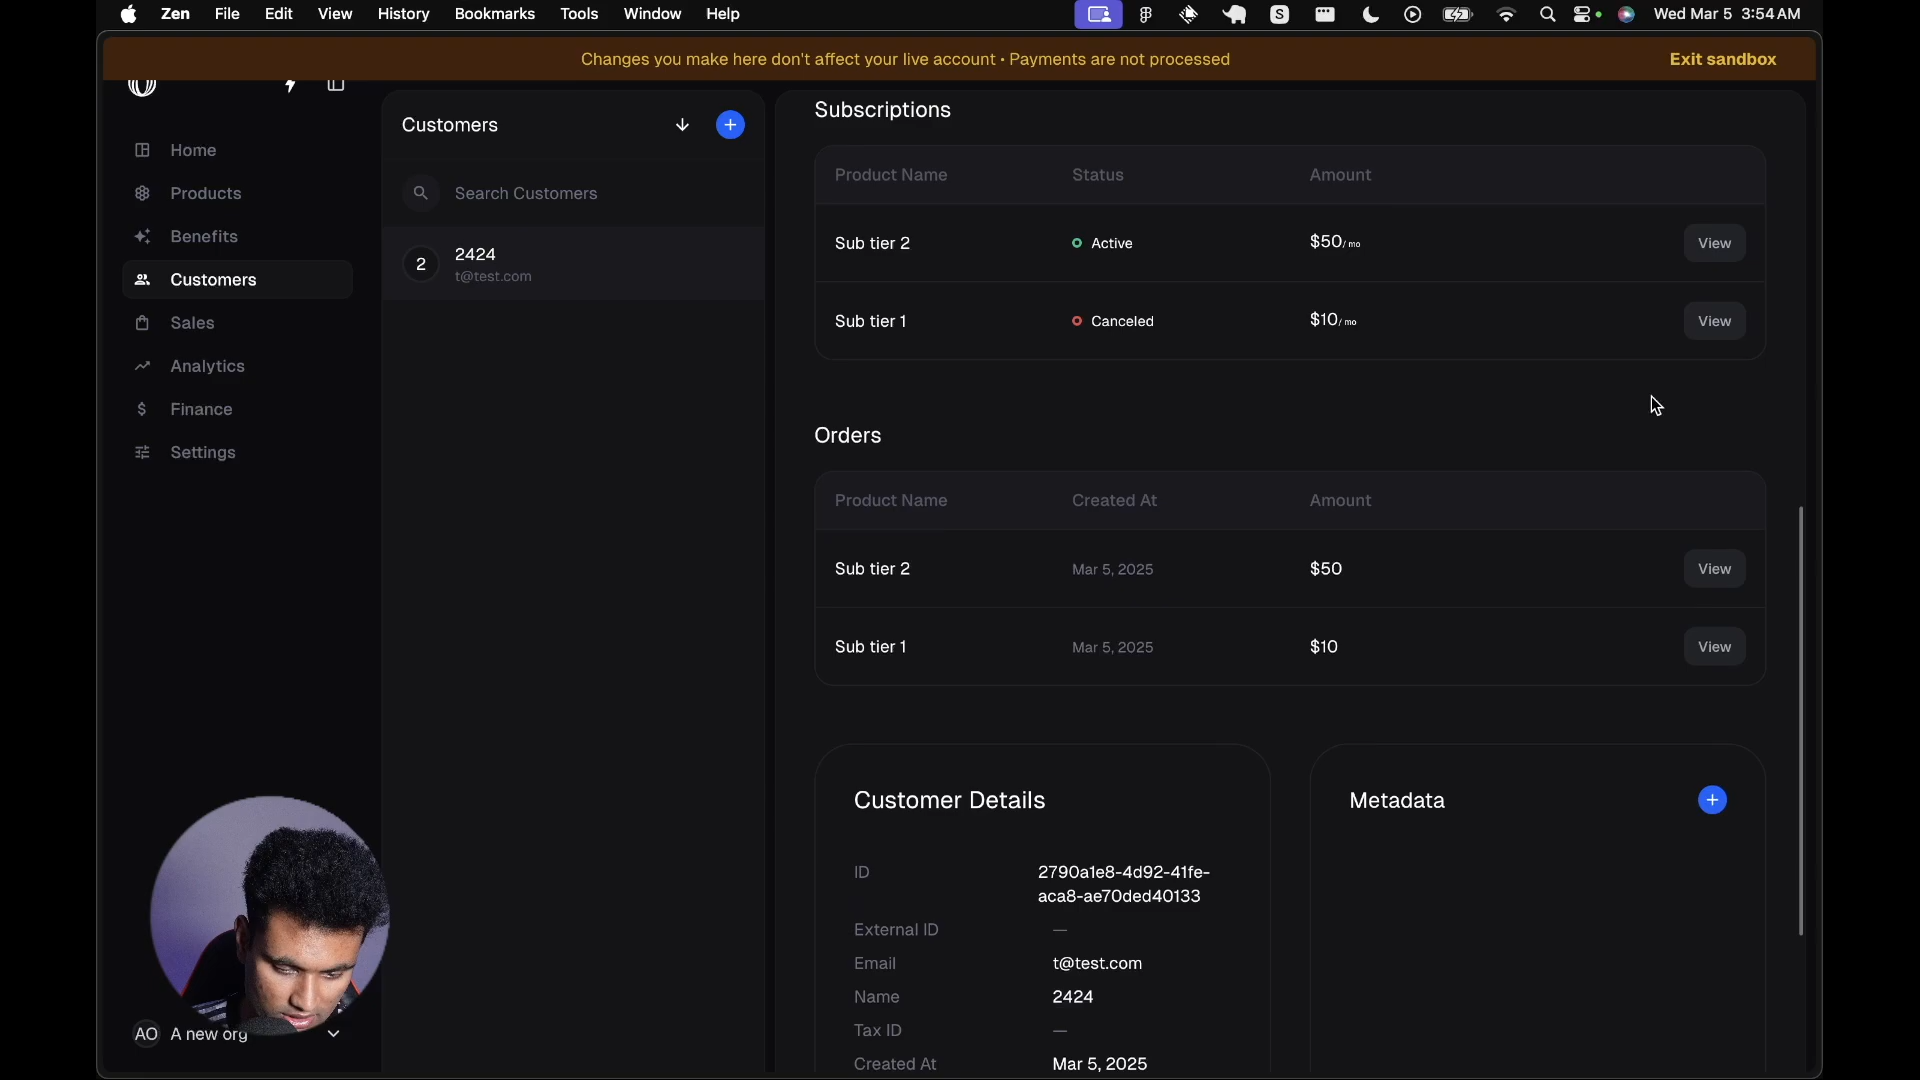 Zen File Edit View History Bookmarks Tools Window Help
S
Wed Mar 5 3:54 AM
Changes you make here don't affect your live account • Payments are not processed
Exit sandbox
Home
Products
Benefits
Customers
Sales
Analytics
Finance
Settings
AO A new org
Customers
Search Customers
2
2424
t@test.com
Subscriptions
Product Name Status Amount
Sub tier 2 Active $50/ mo View
Sub tier 1 Canceled $10/ mo View
Orders
Product Name Created At Amount
Sub tier 2 Mar 5, 2025 $50 View
Sub tier 1 Mar 5, 2025 $10 View
Customer Details
ID 2790a1e8-4d92-41fe-
aca8-ae70ded40133
External ID —
Email t@test.com
Name 2424
Tax ID —
Created At Mar 5, 2025
Metadata